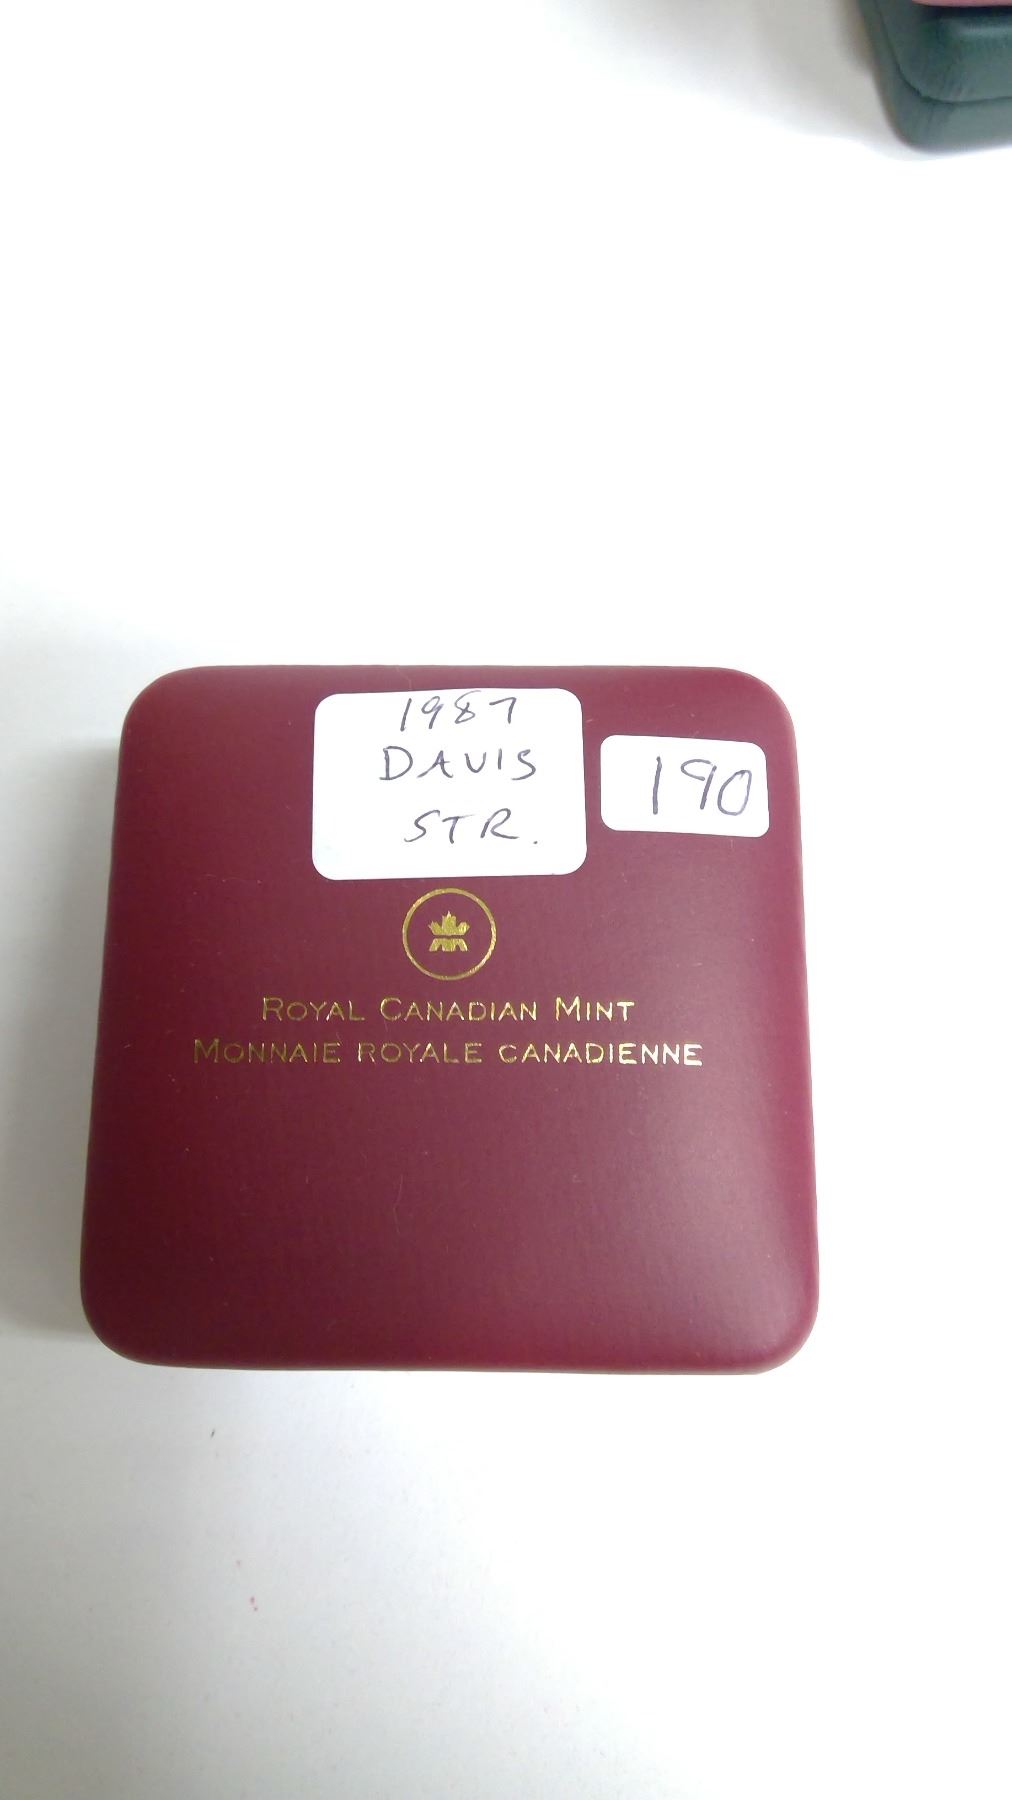 1987
DAVIS
STR.
190
ROYAL CANADIAN MINT
MONNAIE ROYALE CANADIENNE